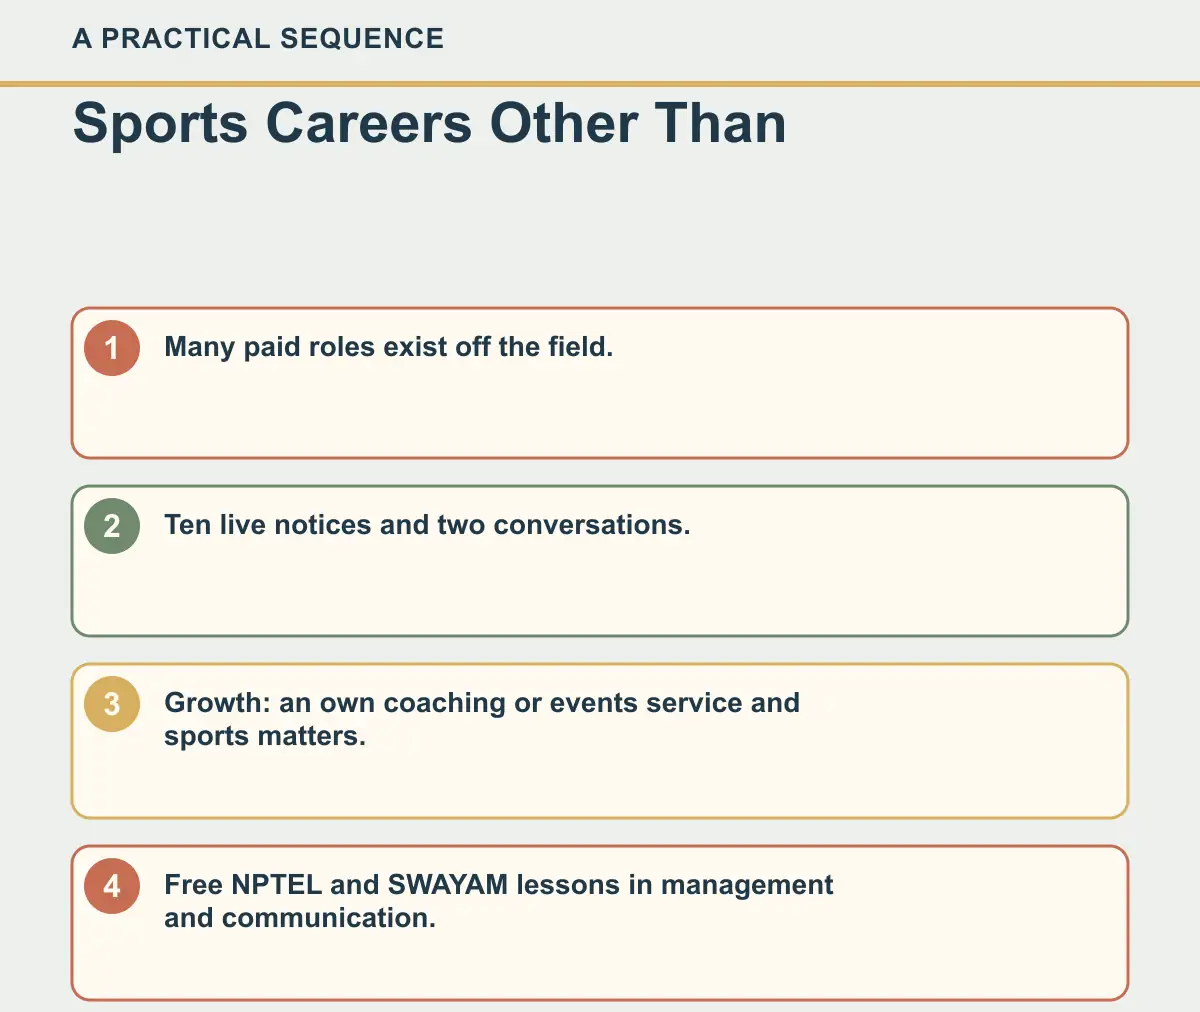 A PRACTICAL SEQUENCE
Sports Careers Other Than
1
Many paid roles exist off the field.
2
Ten live notices and two conversations.
3
Growth: an own coaching or events service and
sports matters.
4
Free NPTEL and SWAYAM lessons in management
and communication.